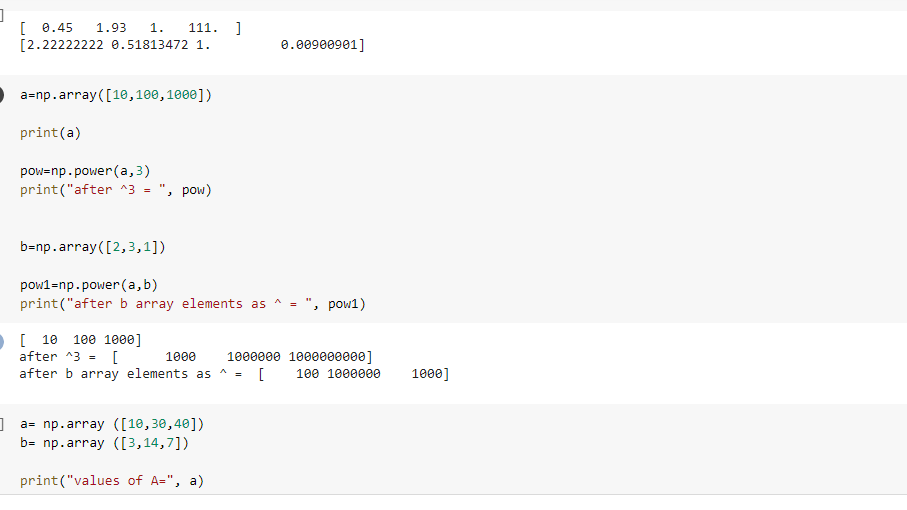 [  0.45   1.93   1.   111.  ]
[2.22222222 0.51813472 1.         0.00900901]
a=np.array([10,100,1000])
print(a)
pow=np.power(a,3)
print("after ^3 = ", pow)
b=np.array([2,3,1])
pow1=np.power(a,b)
print("after b array elements as ^ = ", pow1)
[  10  100 1000]
after ^3 =  [      1000    1000000 1000000000]
after b array elements as ^ =  [    100 1000000    1000]
a= np.array ([10,30,40])
b= np.array ([3,14,7])
print("values of A=", a)